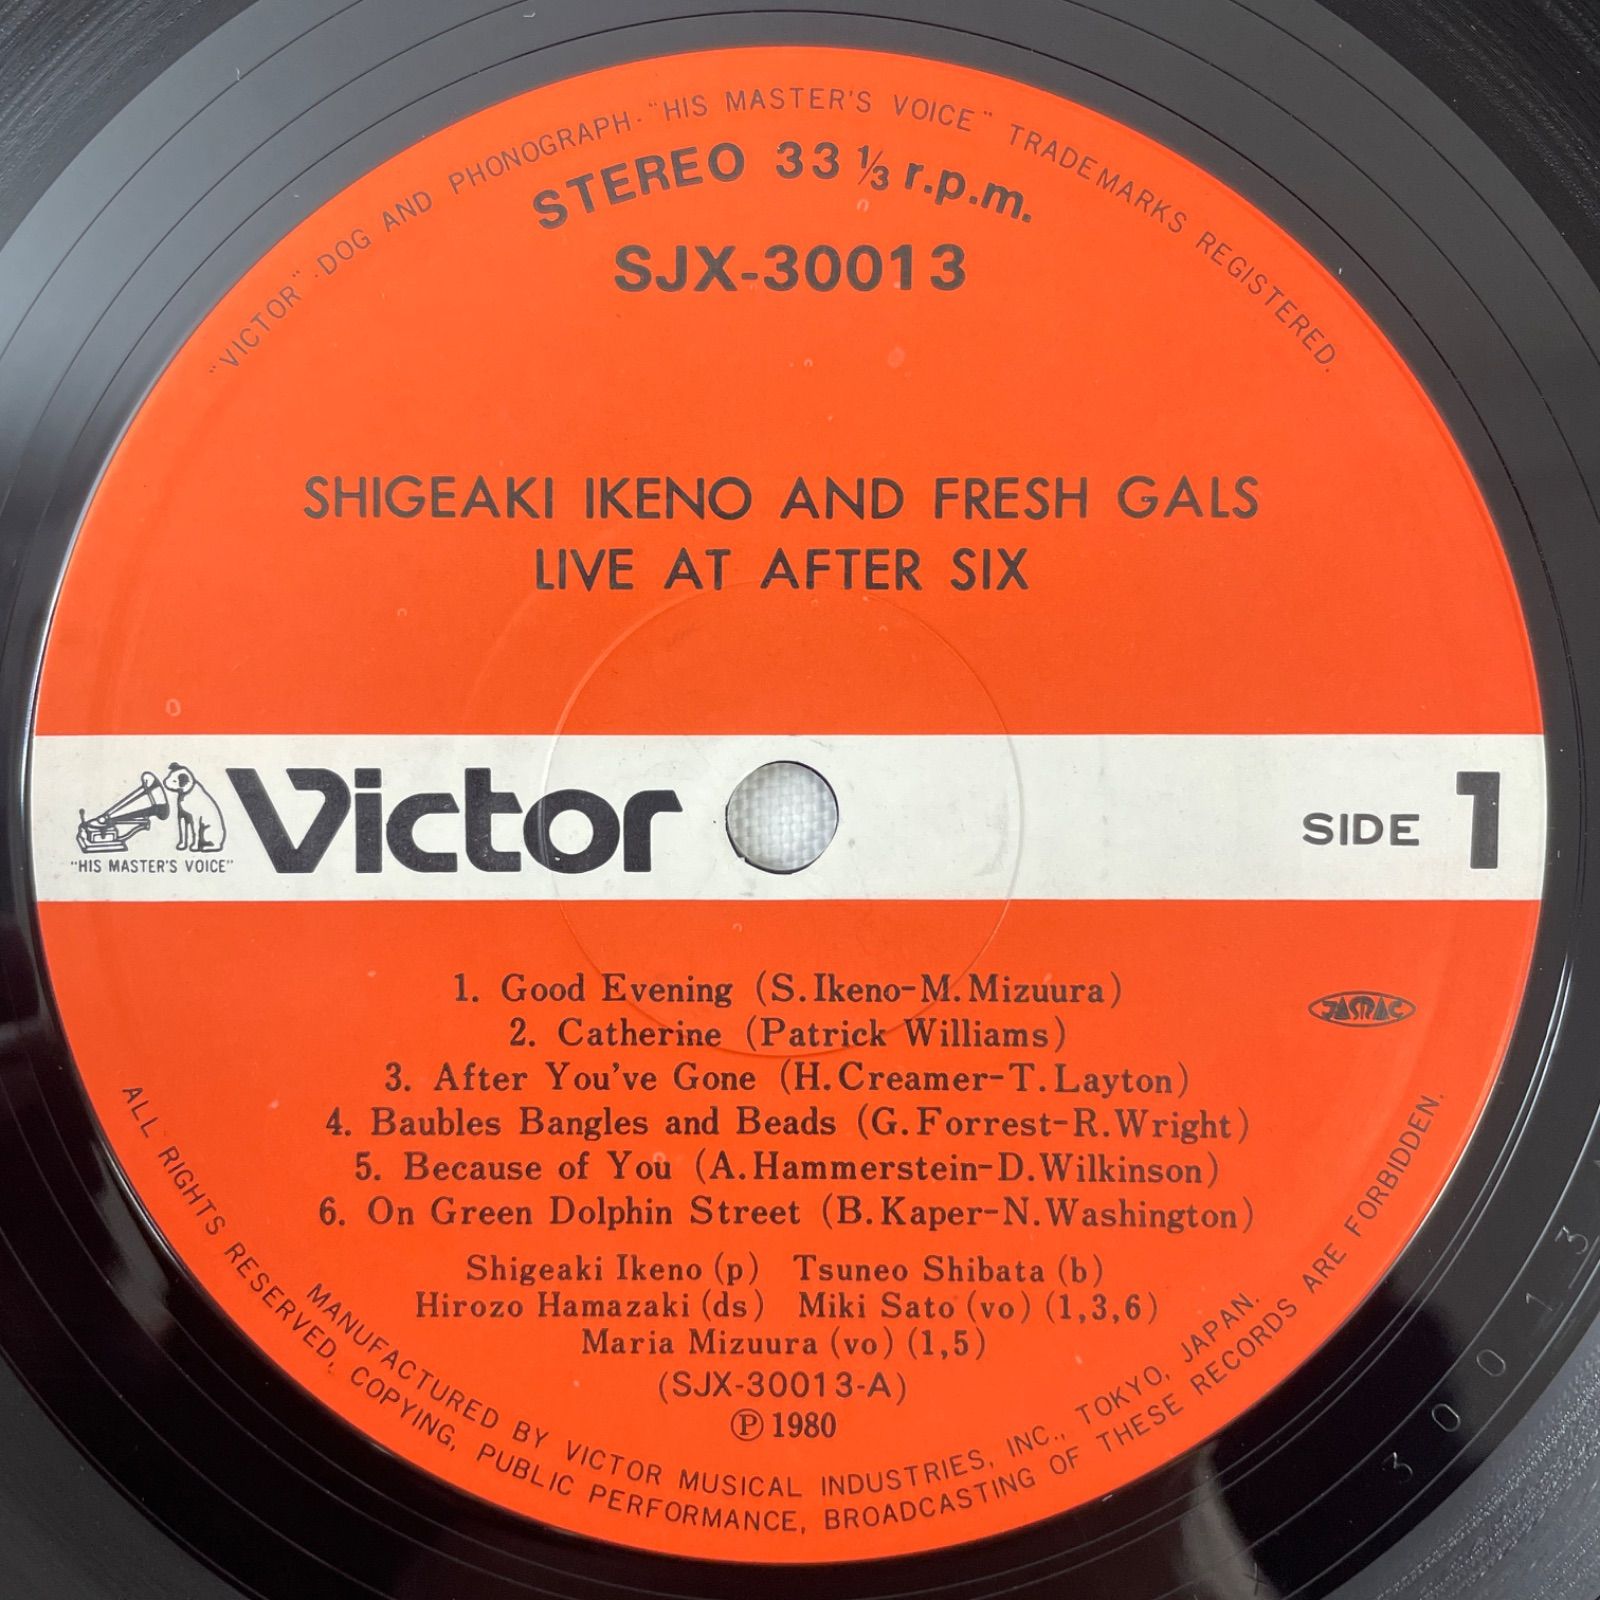 "VICTOR"·DOG AND PHONOGRAPH·"HIS MASTER'S VOICE" TRADEMARKS REGISTERED.
STEREO 33 ⅓ r.p.m.
SJX-30013
SHIGEAKI IKENO AND FRESH GALS
LIVE AT AFTER SIX
"HIS MASTER'S VOICE"
Victor
SIDE 1
1. Good Evening (S.Ikeno-M.Mizuura)
2. Catherine (Patrick Williams)
3. After You've Gone (H.Creamer-T.Layton)
4. Baubles Bangles and Beads (G.Forrest-R.Wright)
5. Because of You (A.Hammerstein-D.Wilkinson)
6. On Green Dolphin Street (B.Kaper-N.Washington)
JASRAC
Shigeaki Ikeno (p) Tsuneo Shibata (b)
Hirozo Hamazaki (ds) Miki Sato (vo) (1,3,6)
Maria Mizuura (vo) (1,5)
(SJX-30013-A)
Ⓟ 1980
MANUFACTURED BY VICTOR MUSICAL INDUSTRIES, INC., TOKYO, JAPAN.
ALL RIGHTS RESERVED, COPYING, PUBLIC PERFORMANCE, BROADCASTING OF THESE RECORDS ARE FORBIDDEN.
30013